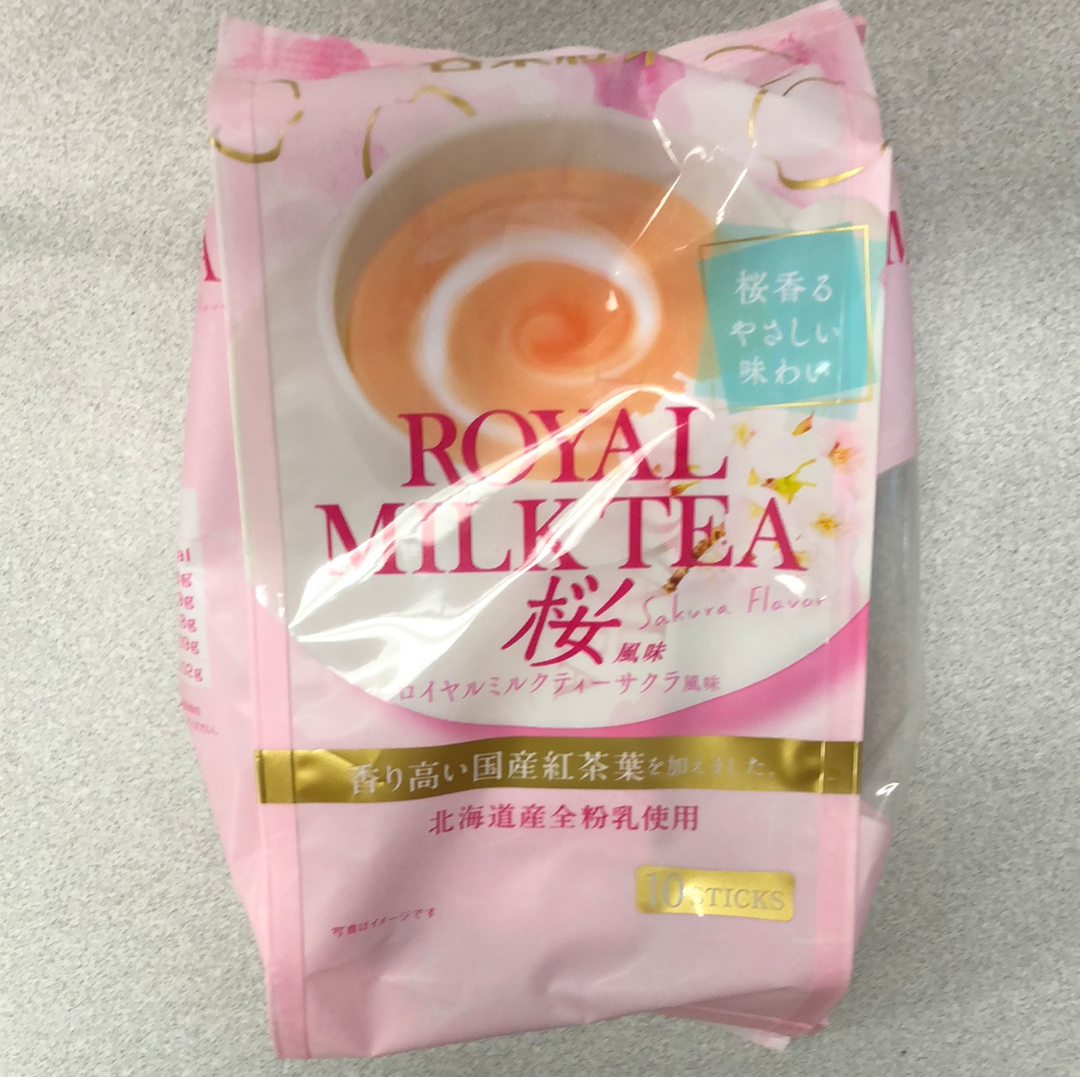 桜香る
やさしい
味わい
ROYAL
MILK TEA
桜 Sakura Flavor
風味
ロイヤルミルクティーサクラ風味
香り高い国産紅茶葉を加えました。
北海道産全粉乳使用
10 STICKS
写真はイメージです